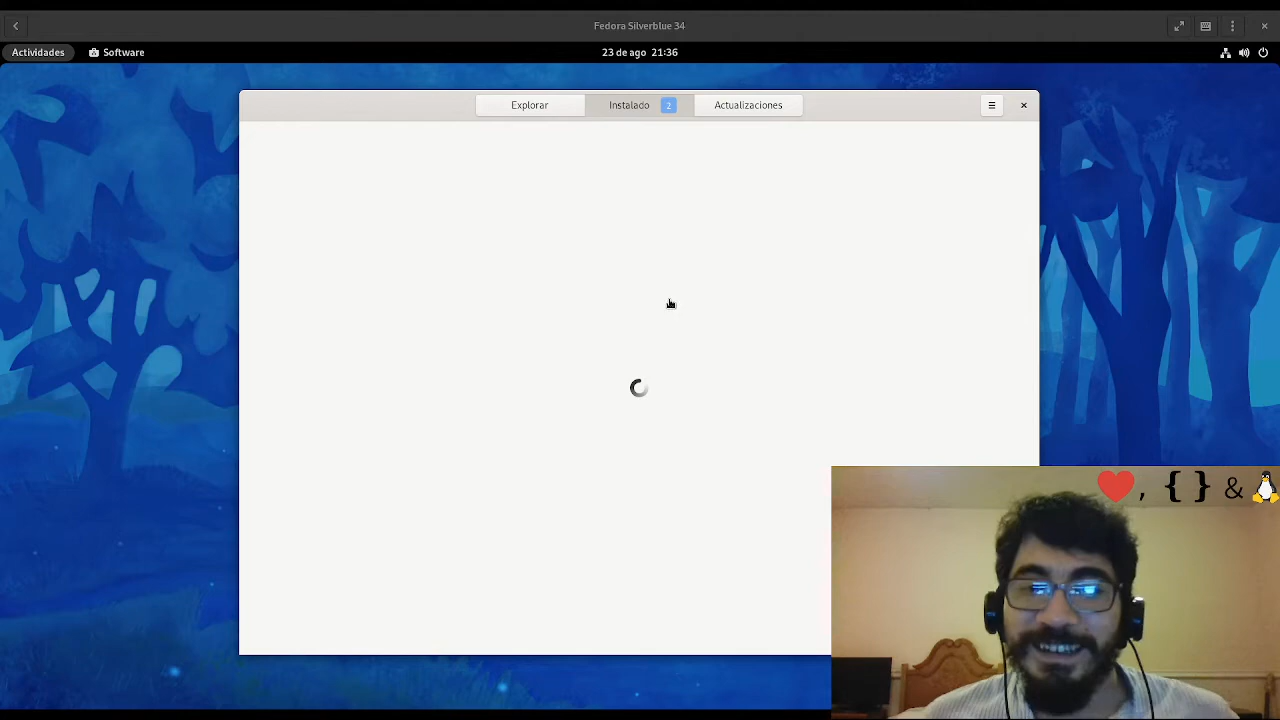 Fedora Silverblue 34
Actividades Software 23 de ago 21:36
Explorar Instalado 2 Actualizaciones
, { } &